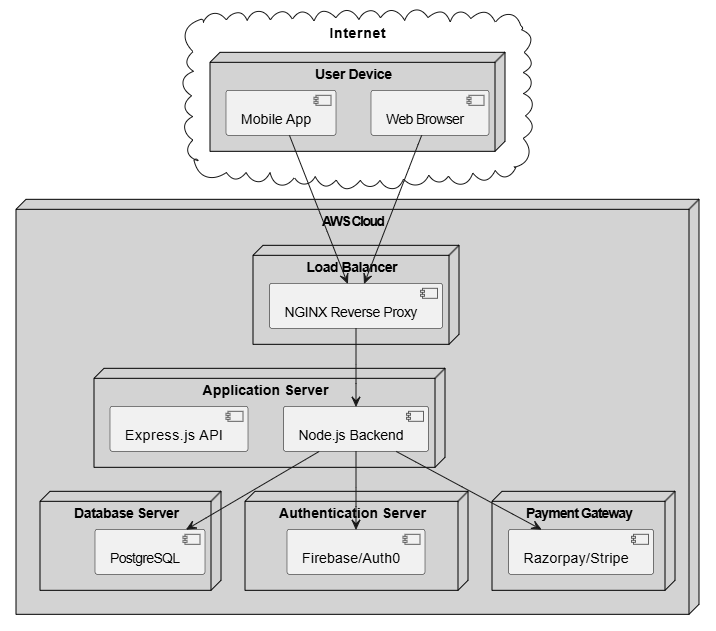 Internet
User Device
Mobile App
Web Browser
AWS Cloud
Load Balancer
NGINX Reverse Proxy
Application Server
Express.js API
Node.js Backend
Database Server
Authentication Server
Payment Gateway
PostgreSQL
Firebase/Auth0
Razorpay/Stripe